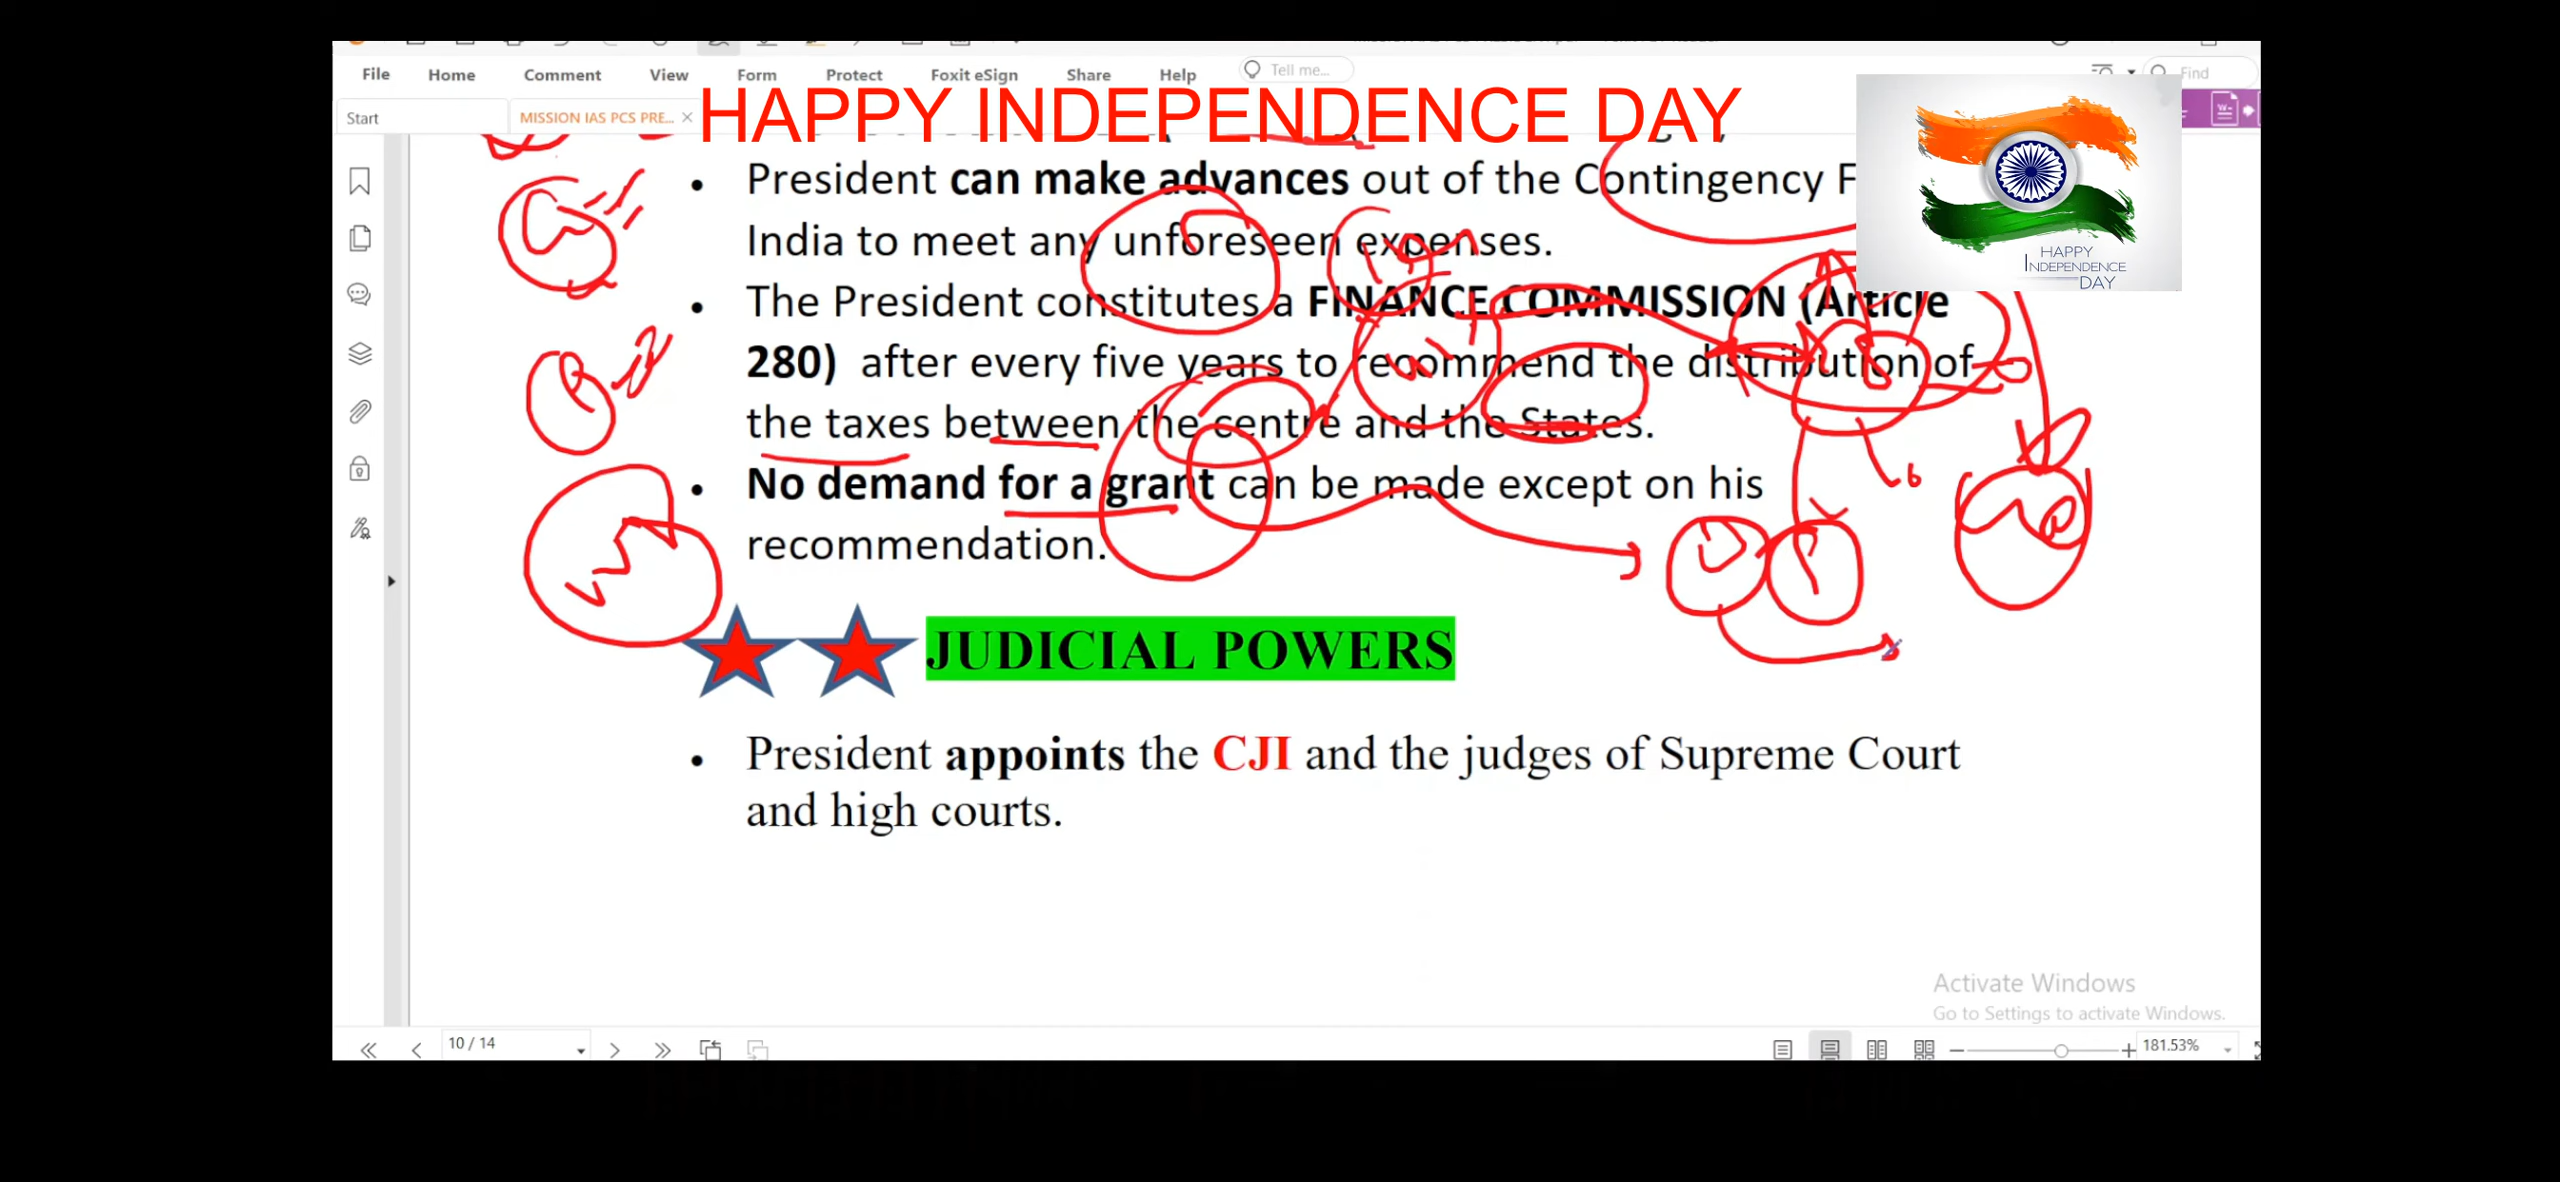 File Home Comment View Form Protect Foxit eSign Share Help Tell me... Find
Start MISSION IAS PCS PRE...
HAPPY INDEPENDENCE DAY
• President can make advances out of the Contingency F
India to meet any unforeseen expenses.
• The President constitutes a FINANCE COMMISSION (Article
280) after every five years to recommend the distribution of
the taxes between the centre and the States.
• No demand for a grant can be made except on his
recommendation.
HAPPY
INDEPENDENCE
DAY
JUDICIAL POWERS
• President appoints the CJI and the judges of Supreme Court
and high courts.
Activate Windows
Go to Settings to activate Windows.
10 / 14
181.53%